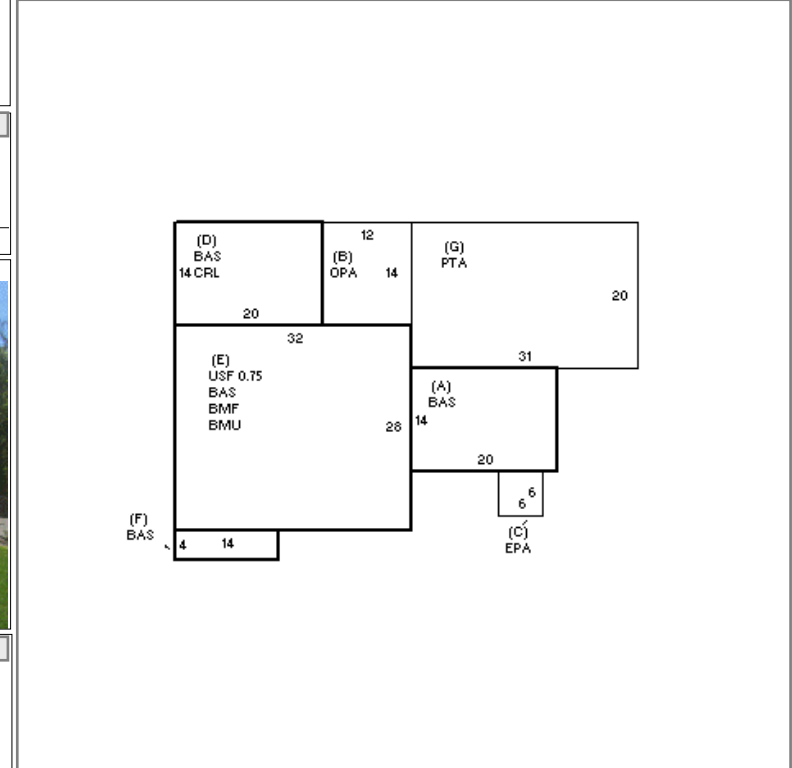 (D)
BAS
14 CRL
20
12
(B)
OPA 14
(G)
PTA
20
31
32
(E)
USF 0.75
BAS
BMF
BMU
28
(A)
BAS
14
20
6
6
(C)
EPA
(F)
BAS
4 14